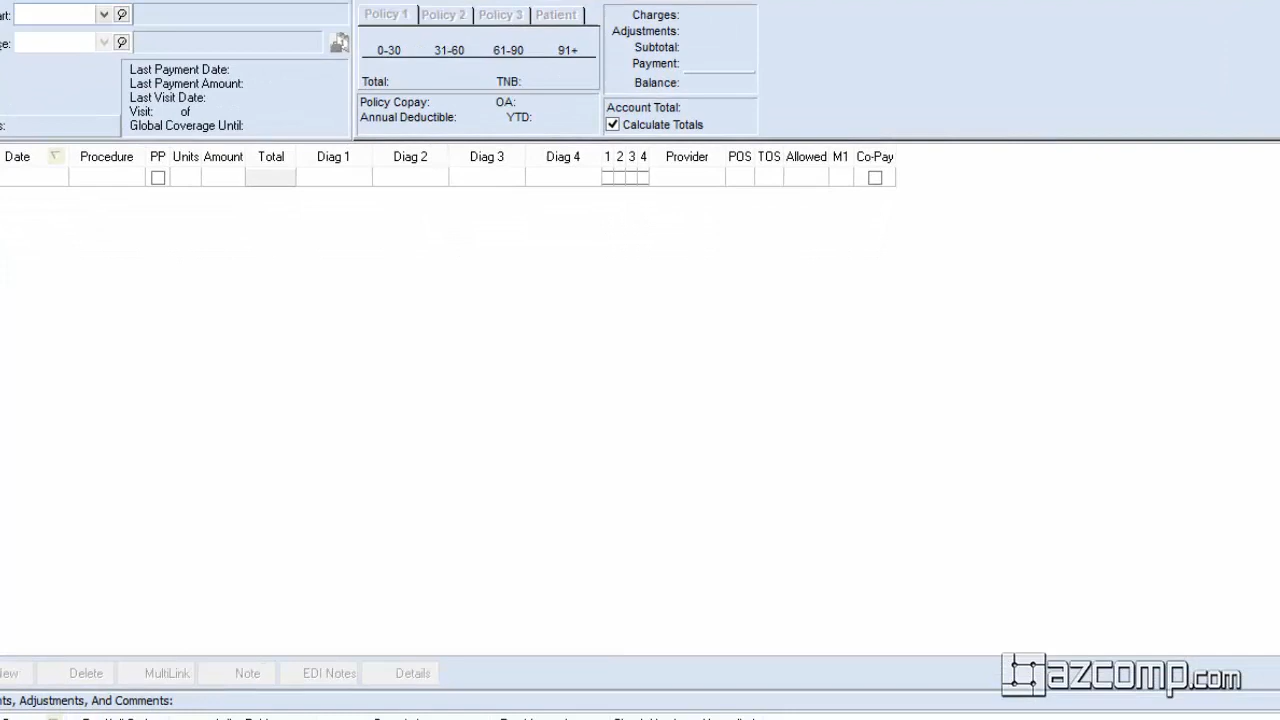 art:
ge:
s:
Last Payment Date:
Last Payment Amount:
Last Visit Date:
Visit: of
Global Coverage Until:
Policy 1 Policy 2 Policy 3 Patient
0-30 31-60 61-90 91+
Total: TNB:
Policy Copay: OA:
Annual Deductible: YTD:
Charges:
Adjustments:
Subtotal:
Payment:
Balance:
Account Total:
Calculate Totals
Date Procedure PP Units Amount Total Diag 1 Diag 2 Diag 3 Diag 4 1 2 3 4 Provider POS TOS Allowed M1 Co-Pay
New Delete MultiLink Note EDI Notes Details
azcomp.com
nts, Adjustments, And Comments: